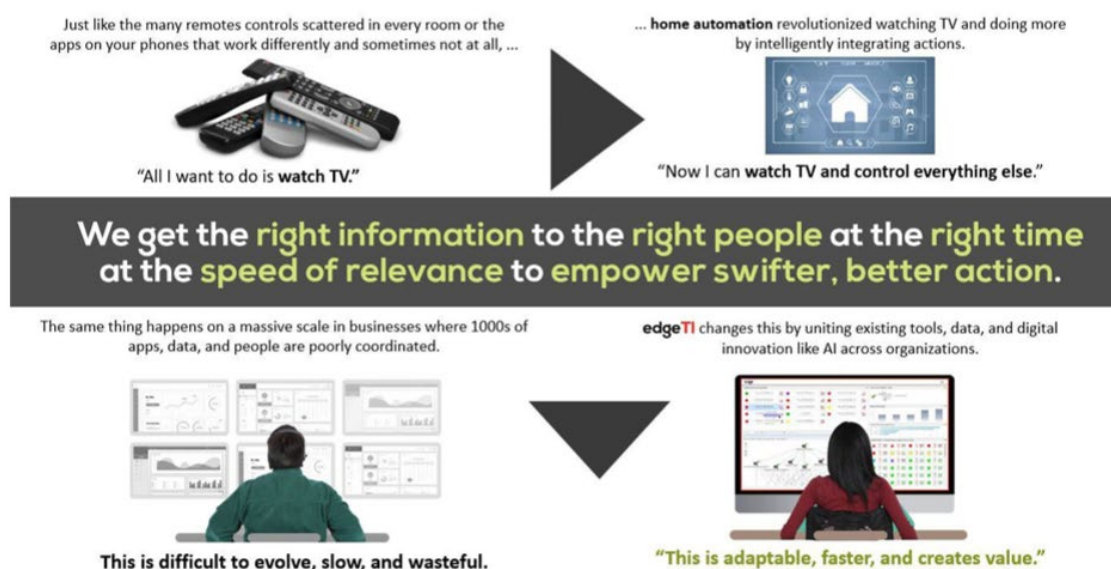 Just like the many remotes controls scattered in every room or the
apps on your phones that work differently and sometimes not at all, ...
"All I want to do is watch TV."
... home automation revolutionized watching TV and doing more
by intelligently integrating actions.
"Now I can watch TV and control everything else."
We get the right information to the right people at the right time
at the speed of relevance to empower swifter, better action.
The same thing happens on a massive scale in businesses where 1000s of
apps, data, and people are poorly coordinated.
This is difficult to evolve, slow, and wasteful.
edgeTI changes this by uniting existing tools, data, and digital
innovation like AI across organizations.
"This is adaptable, faster, and creates value."